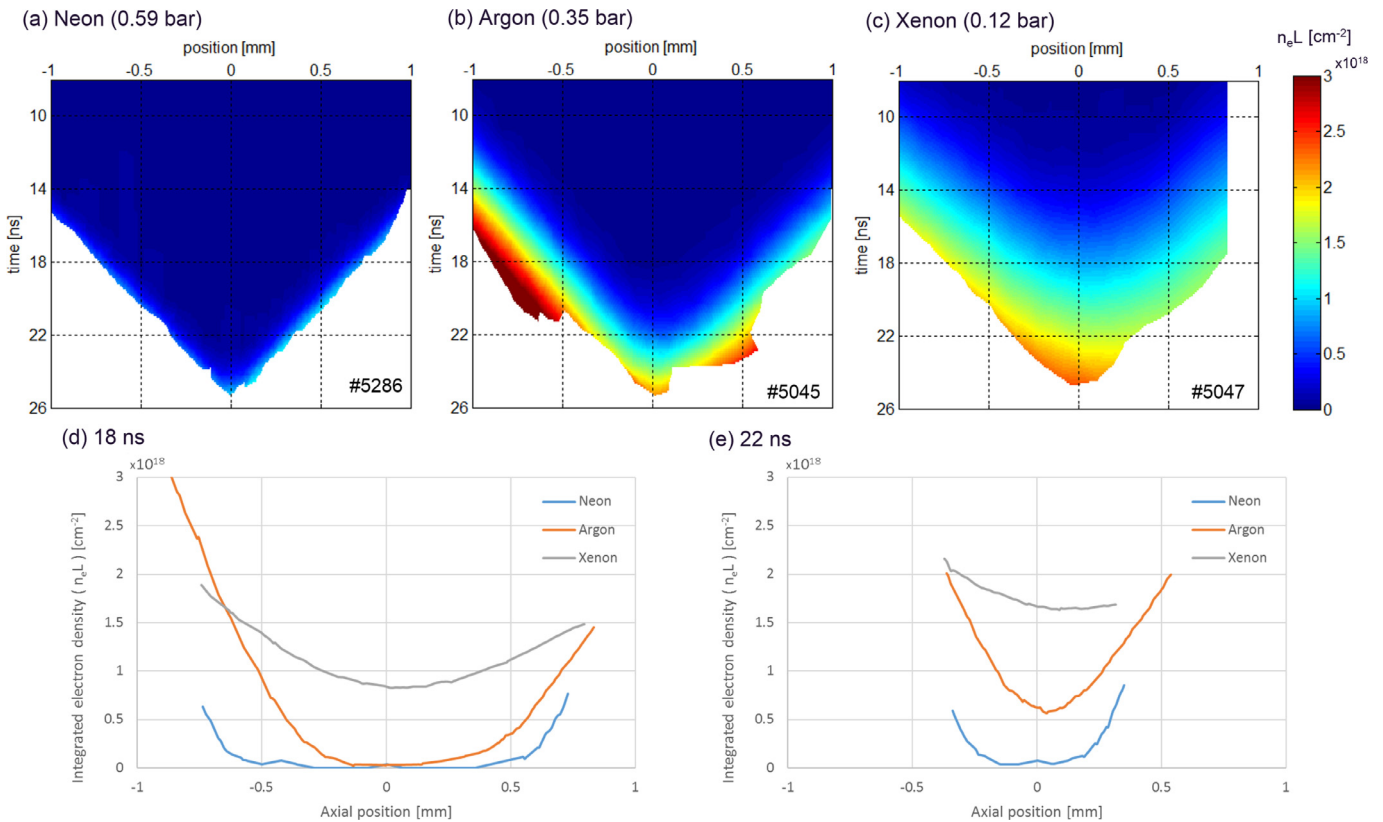 (a) Neon (0.59 bar)
(b) Argon (0.35 bar)
(c) Xenon (0.12 bar)
position [mm]
position [mm]
position [mm]
nₑL [cm⁻²]
-1 -0.5 0 0.5 1
-1 -0.5 0 0.5 1
-1 -0.5 0 0.5 1
x10¹⁸
time [ns]
10
14
18
22
26
#5286
time [ns]
10
14
18
22
26
#5045
time [ns]
10
14
18
22
26
#5047
3
2.5
2
1.5
1
0.5
0
(d) 18 ns
x10¹⁸
Integrated electron density ( nₑL ) [cm⁻²]
3
2.5
2
1.5
1
0.5
0
Neon
Argon
Xenon
-1 -0.5 0 0.5 1
Axial position [mm]
(e) 22 ns
x10¹⁸
Integrated electron density ( nₑL ) [cm⁻²]
3
2.5
2
1.5
1
0.5
0
Neon
Argon
Xenon
-1 -0.5 0 0.5 1
Axial position [mm]